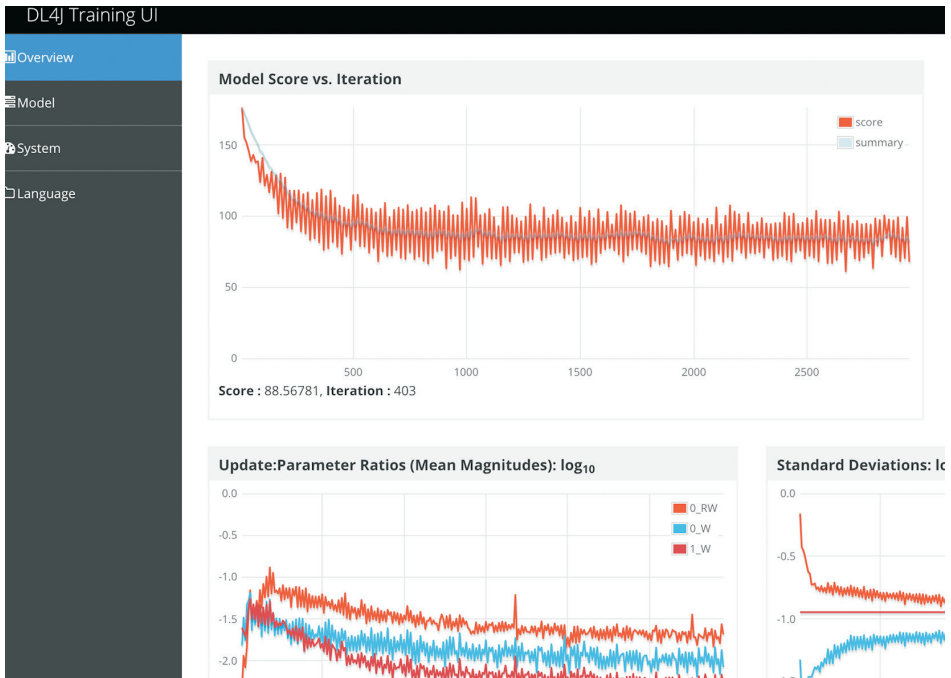 DL4J Training UI
Overview
Model
System
Language
Model Score vs. Iteration
score
summary
150
100
50
0
500
1000
1500
2000
2500
Score : 88.56781, Iteration : 403
Update:Parameter Ratios (Mean Magnitudes): log10
0.0
-0.5
-1.0
-1.5
-2.0
0_RW
0_W
1_W
Standard Deviations: lo
0.0
-0.5
-1.0